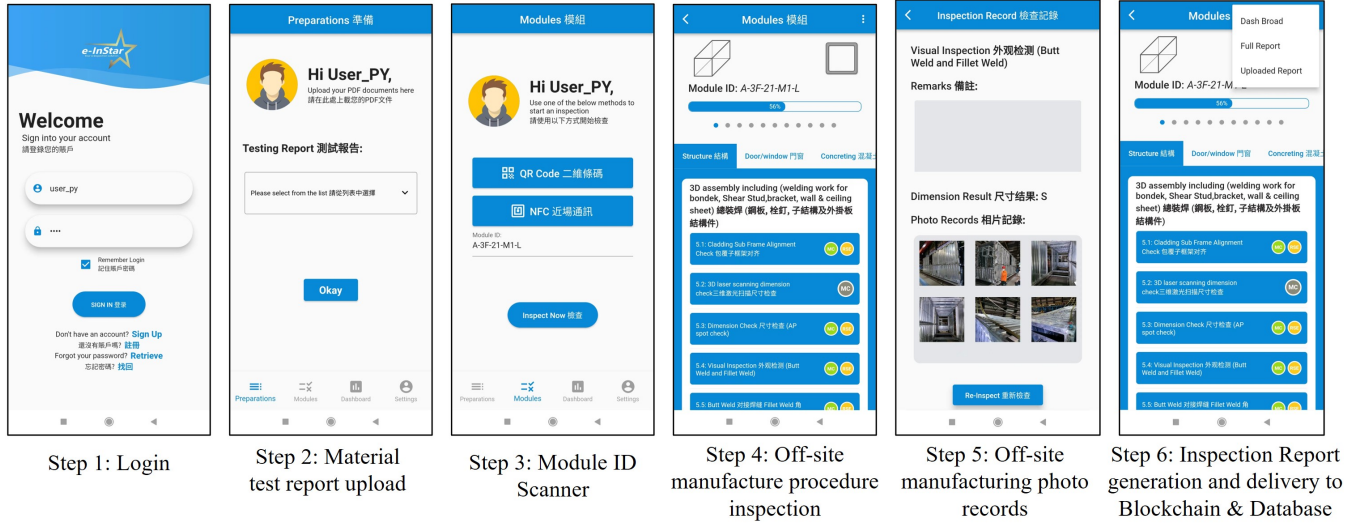 e-InStar
Welcome
Sign into your account
請登錄您的賬戶
user_py
••••
Remember Login
記住賬戶密碼
SIGN IN 登录
Don't have an account? Sign Up
還沒有賬戶嗎? 註冊
Forgot your password? Retrieve
忘記密碼? 找回
Step 1: Login
Preparations 準備
Hi User_PY,
Upload your PDF documents here
請在此處上載您的PDF文件
Testing Report 測試報告:
Please select from the list 請從列表中選擇
Okay
Preparations
Modules
Dashboard
Settings
Step 2: Material
test report upload
Modules 模組
Hi User_PY,
Use one of the below methods to
start an inspection
請使用以下方式開始檢查
QR Code 二維條碼
NFC 近場通訊
Module ID:
A-3F-21-M1-L
Inspect Now 檢查
Preparations
Modules
Dashboard
Settings
Step 3: Module ID
Scanner
Modules 模組
Module ID: A-3F-21-M1-L
56%
Structure 結構
Door/window 門窗
Concreting 混凝土
3D assembly including (welding work for
bondek, Shear Stud,bracket, wall & ceiling
sheet) 總裝焊 (鋼板, 栓釘, 子結構及外掛板
結構件)
5.1: Cladding Sub Frame Alignment
Check 包覆子框架对齐
MC
RSE
5.2: 3D laser scanning dimension
check三维激光扫描尺寸检查
MC
5.3: Dimension Check 尺寸检查 (AP
spot check)
MC
RSE
5.4: Visual Inspection 外观检测 (Butt
Weld and Fillet Weld)
MC
RSE
5.5: Butt Weld 对接焊缝 Fillet Weld 角
Step 4: Off-site
manufacture procedure
inspection
Inspection Record 檢查記錄
Visual Inspection 外观检测 (Butt
Weld and Fillet Weld)
Remarks 備註:
Dimension Result 尺寸结果: S
Photo Records 相片記錄:
Re-Inspect 重新檢查
Step 5: Off-site
manufacturing photo
records
Modules
Dash Broad
Full Report
Uploaded Report
Module ID: A-3F-21-M1-L
56%
Structure 結構
Door/window 門窗
Concreting 混凝土
3D assembly including (welding work for
bondek, Shear Stud,bracket, wall & ceiling
sheet) 總裝焊 (鋼板, 栓釘, 子結構及外掛板
結構件)
5.1: Cladding Sub Frame Alignment
Check 包覆子框架对齐
MC
RSE
5.2: 3D laser scanning dimension
check三维激光扫描尺寸检查
MC
5.3: Dimension Check 尺寸检查 (AP
spot check)
MC
RSE
5.4: Visual Inspection 外观检测 (Butt
Weld and Fillet Weld)
MC
RSE
5.5: Butt Weld 对接焊缝 Fillet Weld 角
Step 6: Inspection Report
generation and delivery to
Blockchain & Database